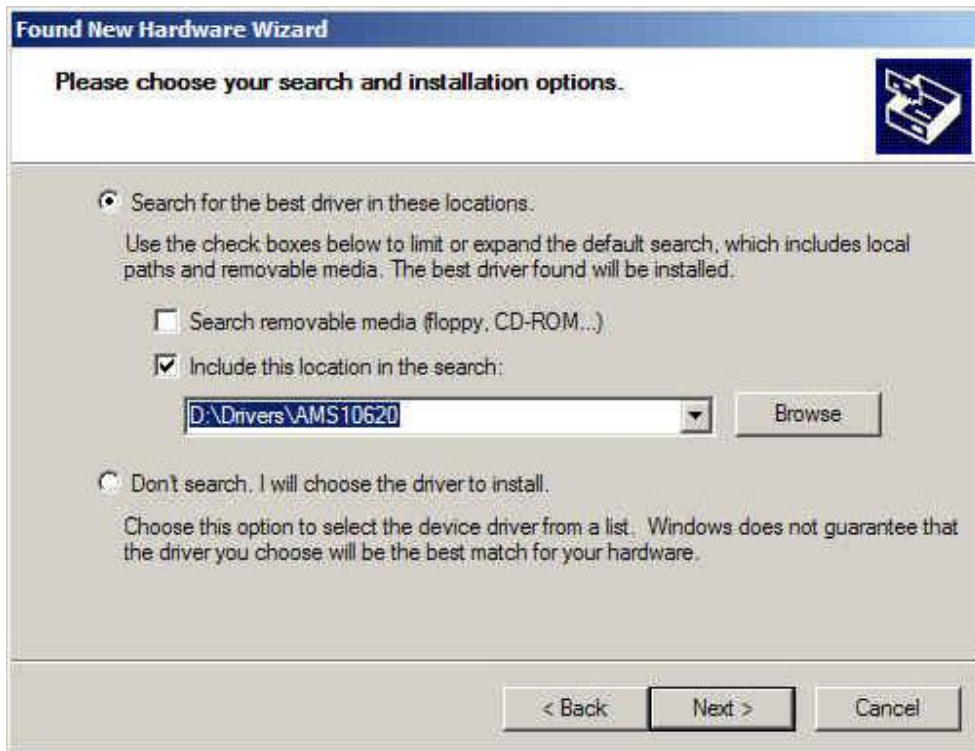 Found New Hardware Wizard
Please choose your search and installation options.
Search for the best driver in these locations.
Use the check boxes below to limit or expand the default search, which includes local
paths and removable media. The best driver found will be installed.
Search removable media (floppy, CD-ROM...)
Include this location in the search:
D:\Drivers\AMS10620
Browse
Don't search. I will choose the driver to install.
Choose this option to select the device driver from a list.  Windows does not guarantee that
the driver you choose will be the best match for your hardware.
< Back
Next >
Cancel